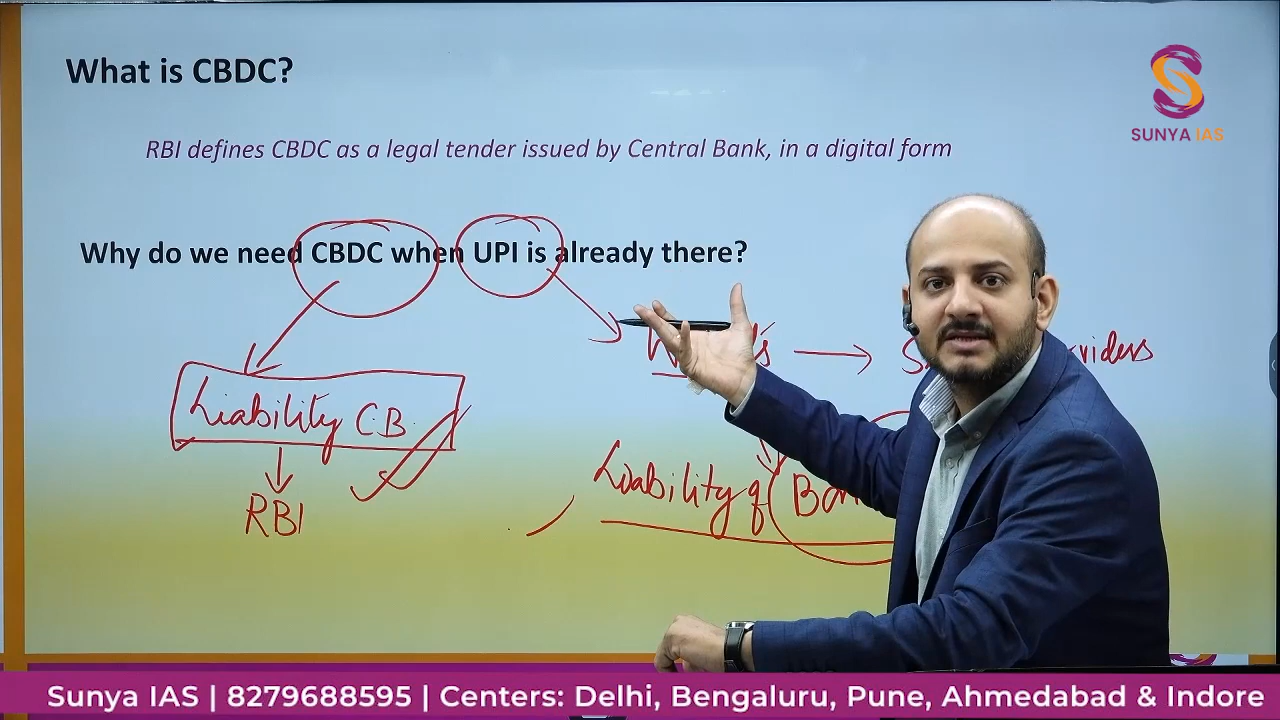 What is CBDC?
SUNYA IAS
RBI defines CBDC as a legal tender issued by Central Bank, in a digital form
Why do we need CBDC when UPI is already there?
Liability C.B.
RBI
Liability of
Sunya IAS | 8279688595 | Centers: Delhi, Bengaluru, Pune, Ahmedabad & Indore